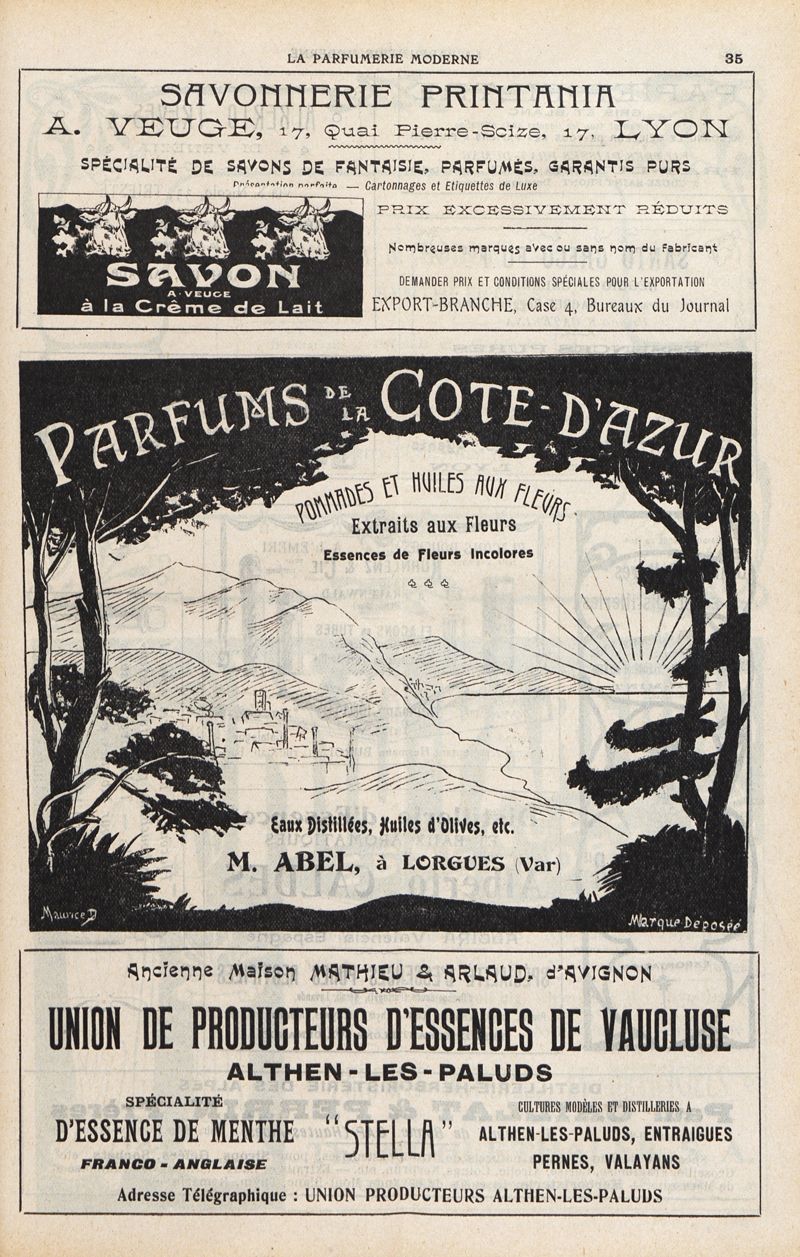 LA PARFUMERIE MODERNE 35
SAVONNERIE PRINTANIA
A. VEUGE, 17, Quai Pierre-Scize, 17, LYON
SPÉCIALITÉ DE SAVONS DE FANTAISIE, PARFUMÉS, GARANTIS PURS
Présentation parfaite — Cartonnages et Etiquettes de Luxe
SAVON
A. VEUGE
à la Crême de Lait
PRIX EXCESSIVEMENT RÉDUITS
Nombreuses marques avec ou sans nom du Fabricant
DEMANDER PRIX ET CONDITIONS SPÉCIALES POUR L'EXPORTATION
EXPORT-BRANCHE, Case 4, Bureaux du Journal
PARFUMS DE LA COTE-D'AZUR
POMMADES ET HUILES AUX FLEURS
Extraits aux Fleurs
Essences de Fleurs Incolores
Eaux Distillées, Huiles d'Olives, etc.
M. ABEL, à LORGUES (Var)
Maurice D
Marque Déposée
Ancienne Maison MATHIEU & ARLAUD, d'AVIGNON
UNION DE PRODUCTEURS D'ESSENCES DE VAUCLUSE
ALTHEN-LES-PALUDS
SPÉCIALITÉ
D'ESSENCE DE MENTHE
FRANCO-ANGLAISE
"STELLA"
CULTURES MODÈLES ET DISTILLERIES A
ALTHEN-LES-PALUDS, ENTRAIGUES
PERNES, VALAYANS
Adresse Télégraphique : UNION PRODUCTEURS ALTHEN-LES-PALUDS